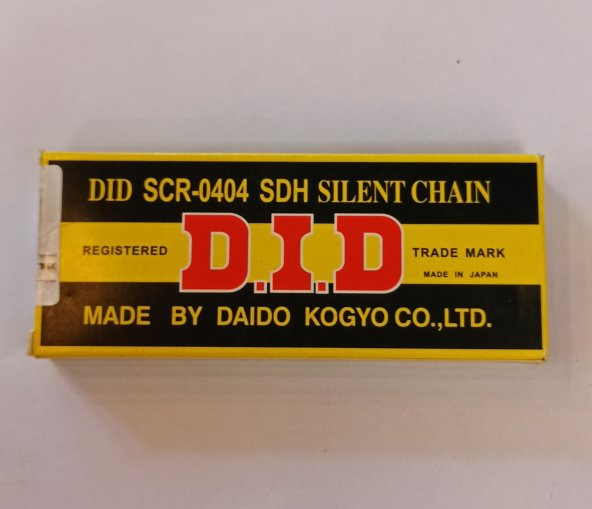 DID SCR-0404 SDH SILENT CHAIN
REGISTERED D.I.D TRADE MARK
MADE IN JAPAN
MADE BY DAIDO KOGYO CO.,LTD.